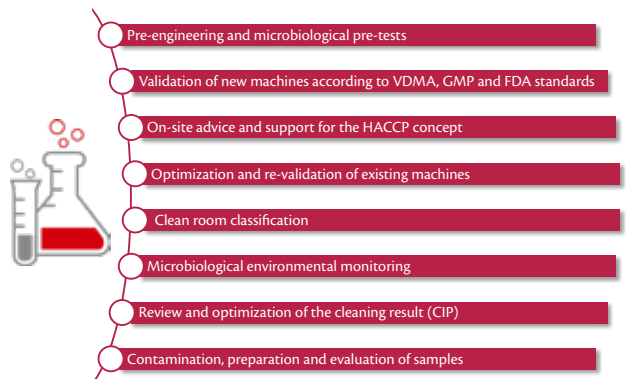 Pre-engineering and microbiological pre-tests
Validation of new machines according to VDMA, GMP and FDA standards
On-site advice and support for the HACCP concept
Optimization and re-validation of existing machines
Clean room classification
Microbiological environmental monitoring
Review and optimization of the cleaning result (CIP)
Contamination, preparation and evaluation of samples